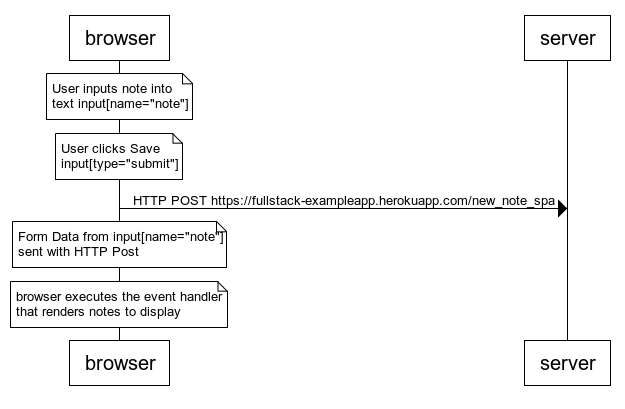 browser
server
User inputs note into
text input[name="note"]
User clicks Save
input[type="submit"]
HTTP POST https://fullstack-exampleapp.herokuapp.com/new_note_spa
Form Data from input[name="note"]
sent with HTTP Post
browser executes the event handler
that renders notes to display
browser
server